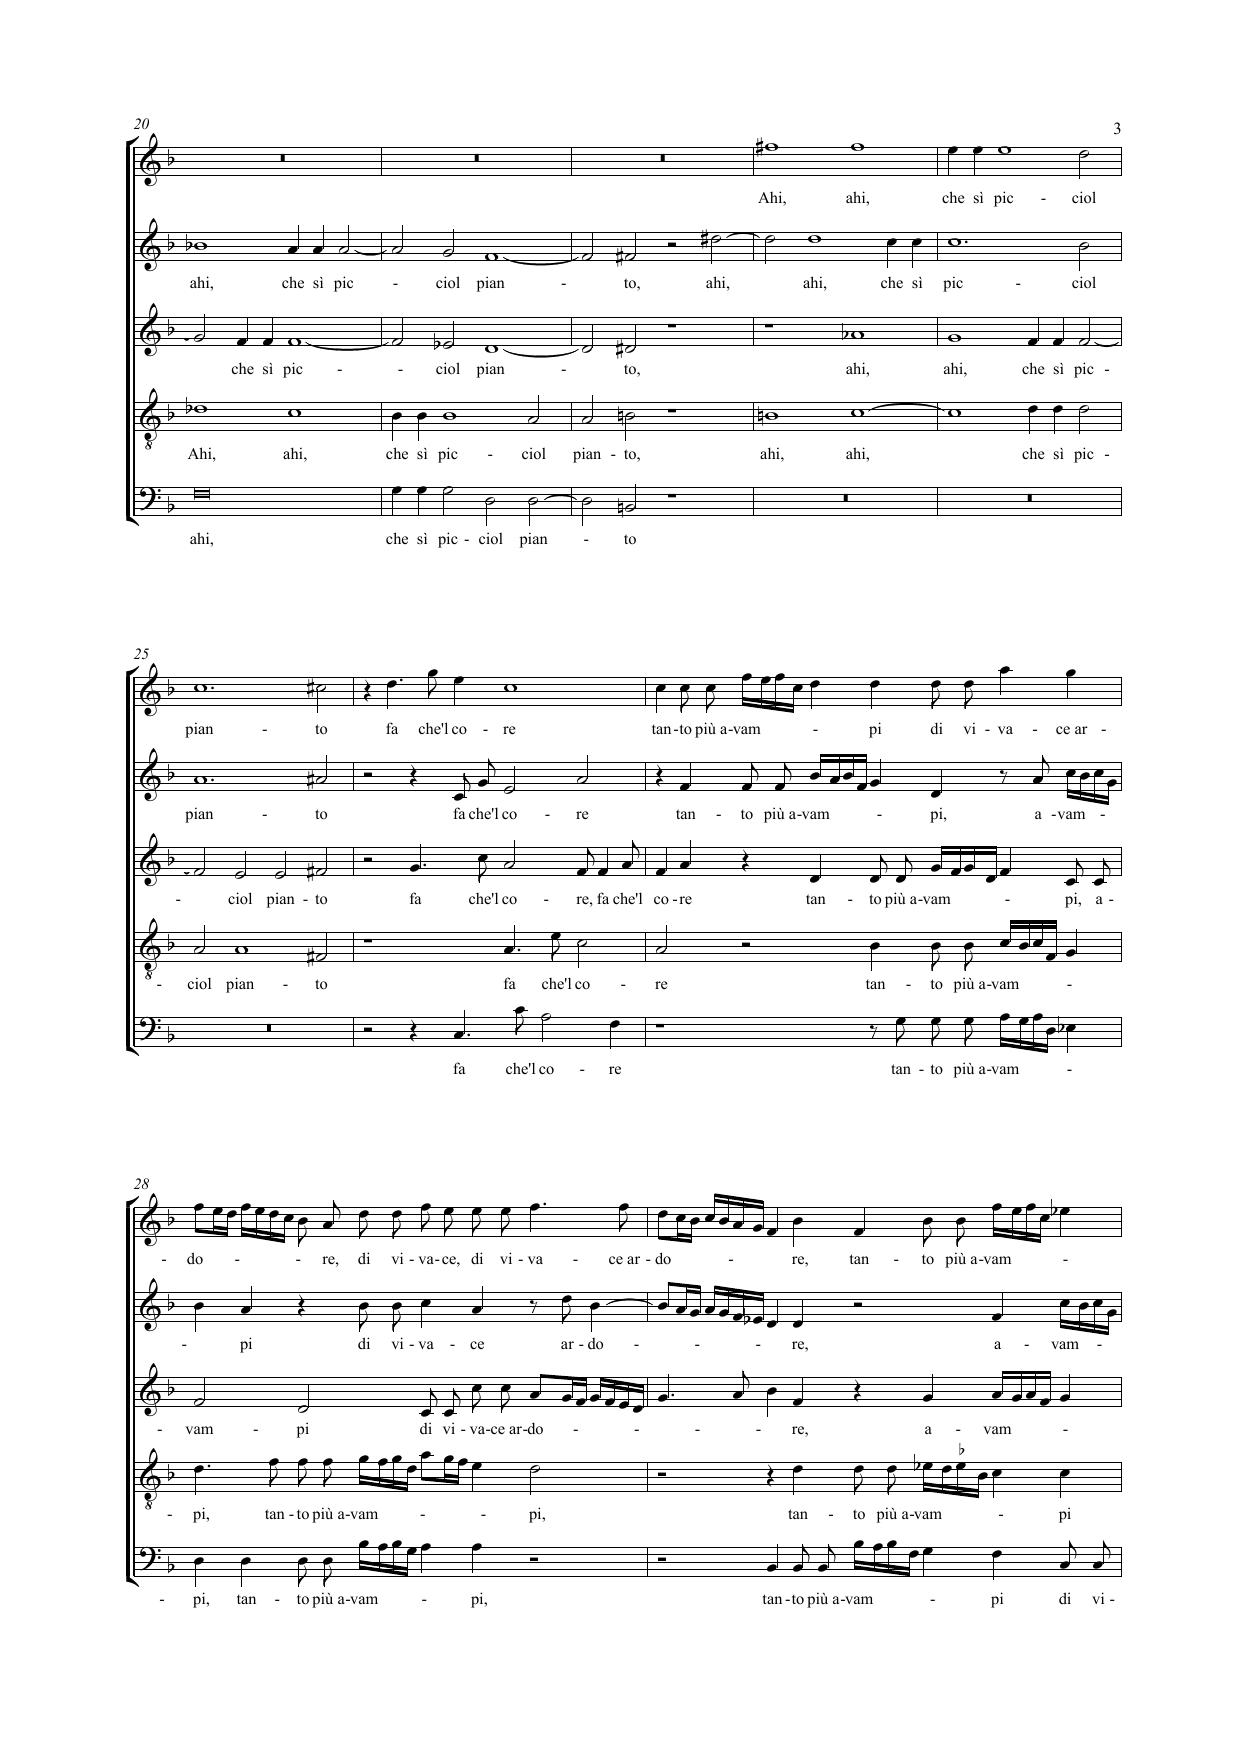 20
3
Ahi, ahi, che sì pic - ciol
ahi, che sì pic - ciol pian - to, ahi, ahi, che sì pic - ciol
che sì pic - - ciol pian - to, ahi, ahi, che sì pic -
8
Ahi, ahi, che sì pic - ciol pian - to, ahi, ahi, che sì pic -
ahi, che sì pic - ciol pian - to
25
pian - to fa che'l co - re tan - to più a - vam - pi di vi - va - ce ar -
pian - to fa che'l co - re tan - to più a - vam - pi, a - vam -
- ciol pian - to fa che'l co - re, fa che'l co - re tan - to più a - vam - pi, a -
8
- ciol pian - to fa che'l co - re tan - to più a - vam -
fa che'l co - re tan - to più a - vam -
28
- do - - - re, di vi - va - ce, di vi - va - ce ar - do - - re, tan - to più a - vam -
- pi di vi - va - ce ar - do - - - re, a - vam -
- vam - pi di vi - va - ce ar - do - - - - re, a - vam -
8
- pi, tan - to più a - vam - - - pi, tan - to più a - vam - pi
- pi, tan - to più a - vam - pi, tan - to più a - vam - pi di vi -